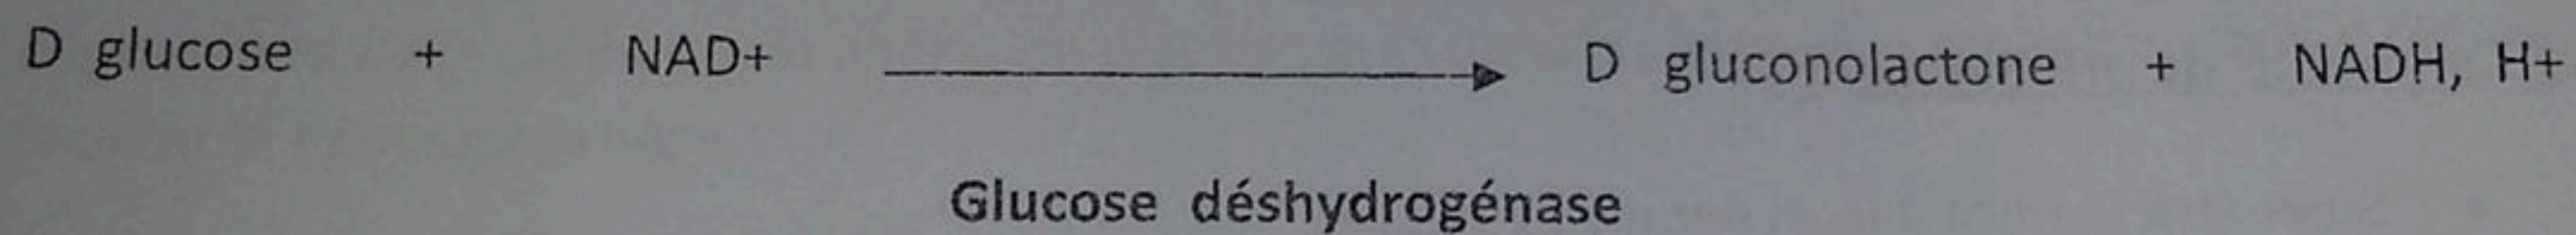 D glucose + NAD+ D gluconolactone + NADH, H+
Glucose déshydrogénase